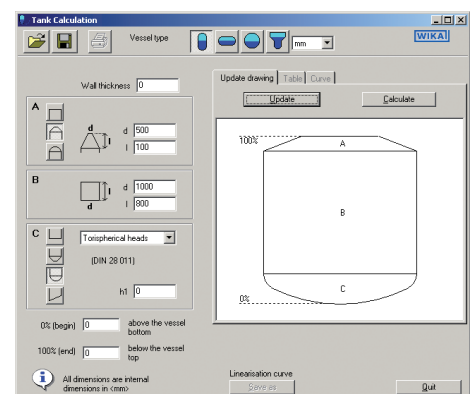 Tank Calculation
Vessel type
mm
WIKAI
Wall thickness 0
A
d
l
d 500
l 100
B
l
d
d 1000
l 800
C
Torispherical heads
(DIN 28 011)
h1 0
0% (begin) 0 above the vessel
bottom
100% (end) 0 below the vessel
top
i
All dimensions are internal
dimensions in <mm>
Update drawing
Table
Curve
Update
Calculate
100%
A
B
C
0%
Linearisation curve
Save as
Quit